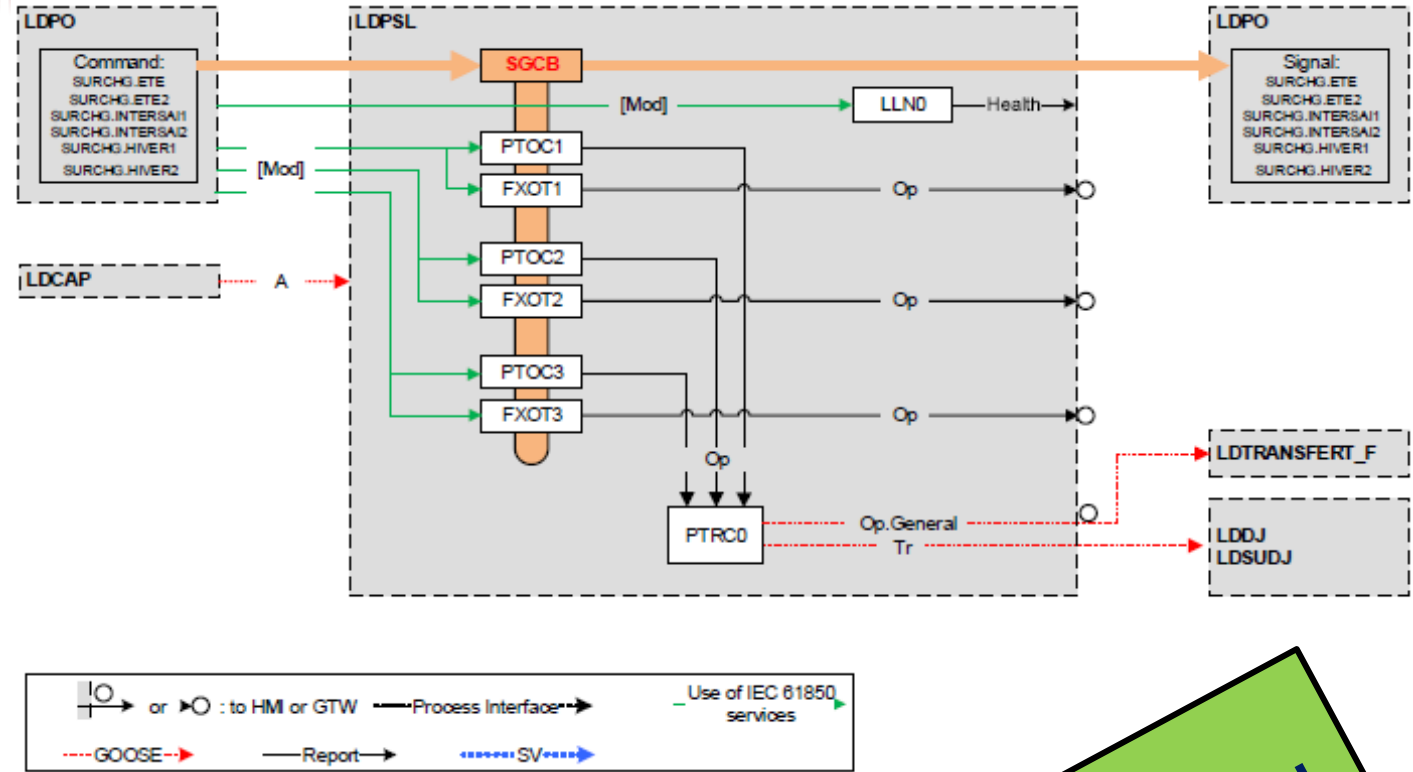 LDPO
Command:
SURCHG.ETE
SURCHG.ETE2
SURCHG.INTERSAI1
SURCHG.INTERSAI2
SURCHG.HIVER1
SURCHG.HIVER2
LDPSL
SGCB
[Mod]
LLN0
Health
[Mod]
PTOC1
FXOT1
Op
PTOC2
FXOT2
Op
PTOC3
FXOT3
Op
Op
PTRC0
Op.General
Tr
LDCAP
A
LDPO
Signal:
SURCHG.ETE
SURCHG.ETE2
SURCHG.INTERSAI1
SURCHG.INTERSAI2
SURCHG.HIVER1
SURCHG.HIVER2
LDTRANSFERT_F
LDDJ
LDSUDJ
or : to HMI or GTW Process Interface
Use of IEC 61850
services
GOOSE Report SV